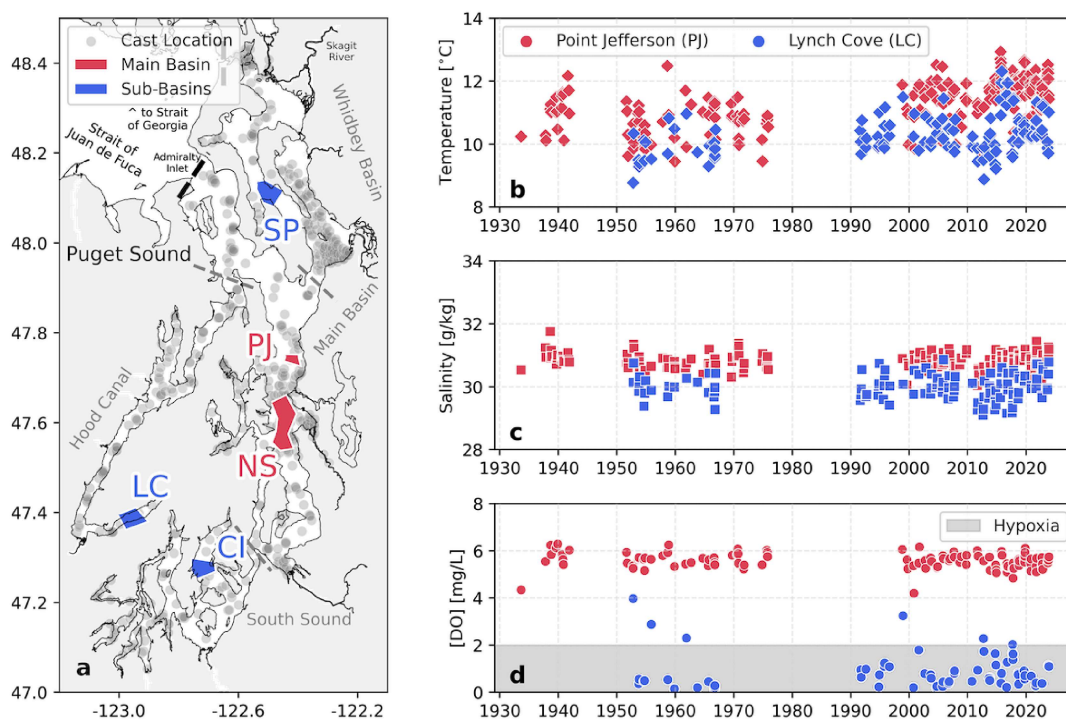 48.4
48.2
48.0
47.8
47.6
47.4
47.2
47.0
-123.0
-122.6
-122.2
Cast Location
Main Basin
Sub-Basins
Skagit
River
^ to Strait
of Georgia
Strait of
Juan de Fuca
Admiralty
Inlet
Whidbey Basin
SP
Puget Sound
Main Basin
PJ
Hood Canal
NS
LC
CI
South Sound
a
Temperature [°C]
14
12
10
8
Point Jefferson (PJ)
Lynch Cove (LC)
b
1930 1940 1950 1960 1970 1980 1990 2000 2010 2020
Salinity [g/kg]
34
32
30
28
c
1930 1940 1950 1960 1970 1980 1990 2000 2010 2020
[DO] [mg/L]
8
6
4
2
0
Hypoxia
d
1930 1940 1950 1960 1970 1980 1990 2000 2010 2020